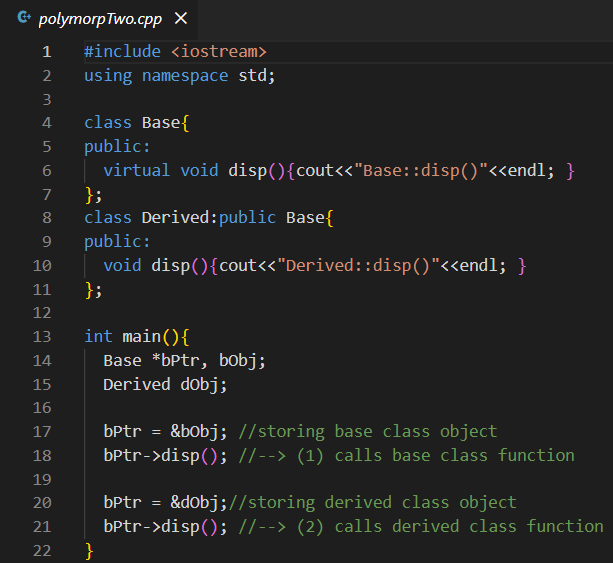 polymorpTwo.cpp
1 #include <iostream>
2 using namespace std;
3
4 class Base{
5 public:
6   virtual void disp(){cout<<"Base::disp()"<<endl; }
7 };
8 class Derived:public Base{
9 public:
10   void disp(){cout<<"Derived::disp()"<<endl; }
11 };
12
13 int main(){
14   Base *bPtr, bObj;
15   Derived dObj;
16
17   bPtr = &bObj; //storing base class object
18   bPtr->disp(); //--> (1) calls base class function
19
20   bPtr = &dObj;//storing derived class object
21   bPtr->disp(); //--> (2) calls derived class function
22 }